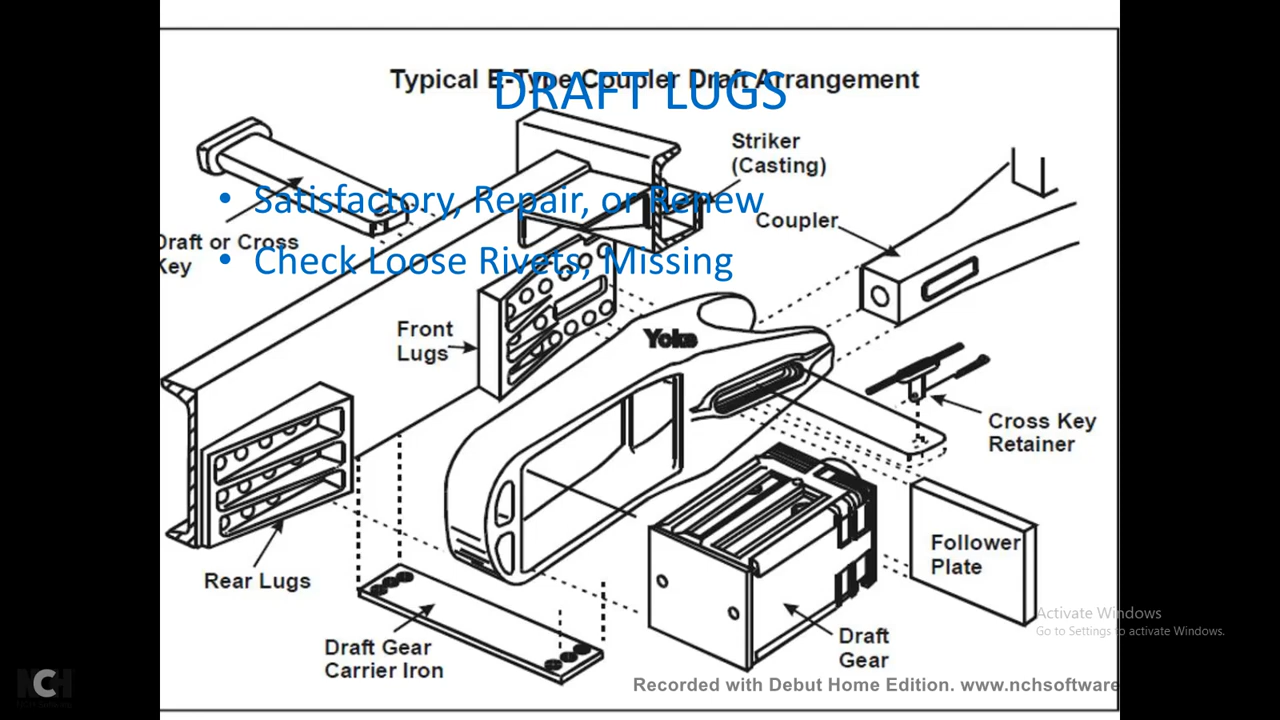 Typical E-Type Coupler Draft Arrangement
DRAFT LUGS
Striker
(Casting)
• Satisfactory, Repair, or Renew
Coupler
Draft or Cross
Key
• Check Loose Rivets, Missing
Front
Lugs
Yoke
Cross Key
Retainer
Follower
Plate
Rear Lugs
Activate Windows
Go to Settings to activate Windows.
Draft Gear
Carrier Iron
Draft
Gear
NCH
Recorded with Debut Home Edition. www.nchsoftware